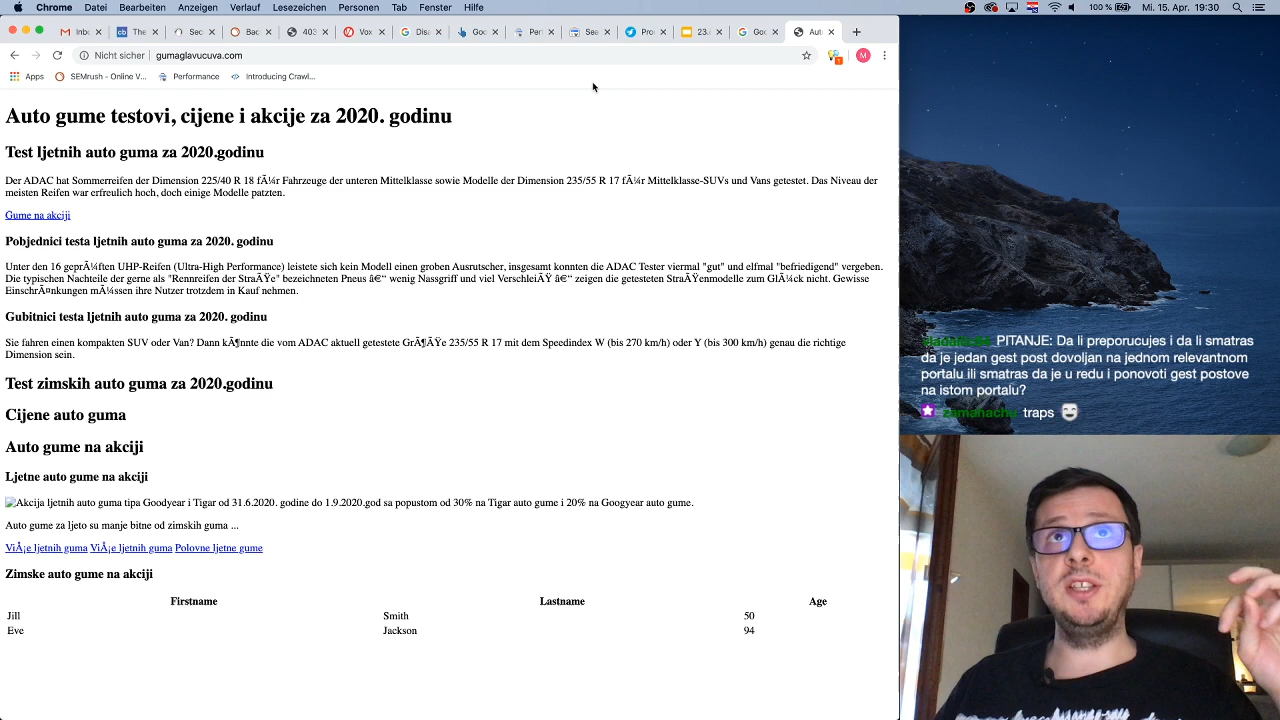 Chrome Datei Bearbeiten Anzeigen Verlauf Lesezeichen Personen Tab Fenster Hilfe
100 % Mi. 15. Apr. 19:30
Inb The Sec Bac 403 Vox Disc Goo Per See Pro 23. Goo Aut
Nicht sicher gumaglavucuva.com M
Apps SEMrush - Online V... Performance Introducing Crawl...
Auto gume testovi, cijene i akcije za 2020. godinu
Test ljetnih auto guma za 2020.godinu
Der ADAC hat Sommerreifen der Dimension 225/40 R 18 fÃ¼r Fahrzeuge der unteren Mittelklasse sowie Modelle der Dimension 235/55 R 17 fÃ¼r Mittelklasse-SUVs und Vans getestet. Das Niveau der
meisten Reifen war erfreulich hoch, doch einige Modelle patzten.
Gume na akciji
Pobjednici testa ljetnih auto guma za 2020. godinu
Unter den 16 geprÃ¼ften UHP-Reifen (Ultra-High Performance) leistete sich kein Modell einen groben Ausrutscher, insgesamt konnten die ADAC Tester viermal "gut" und elfmal "befriedigend" vergeben.
Die typischen Nachteile der gerne als "Rennreifen der StraÃŸe" bezeichneten Pneus â€“ wenig Nassgriff und viel VerschleiÃŸ â€“ zeigen die getesteten StraÃŸenmodelle zum GlÃ¼ck nicht. Gewisse
EinschrÃ¤nkungen mÃ¼ssen ihre Nutzer trotzdem in Kauf nehmen.
Gubitnici testa ljetnih auto guma za 2020. godinu
Sie fahren einen kompakten SUV oder Van? Dann kÃ¶nnte die vom ADAC aktuell getestete GrÃ¶ÃŸe 235/55 R 17 mit dem Speedindex W (bis 270 km/h) oder Y (bis 300 km/h) genau die richtige
Dimension sein.
Test zimskih auto guma za 2020.godinu
Cijene auto guma
Auto gume na akciji
Ljetne auto gume na akciji
Akcija ljetnih auto guma tipa Goodyear i Tigar od 31.6.2020. godine do 1.9.2020.god sa popustom od 30% na Tigar auto gume i 20% na Googyear auto gume.
Auto gume za ljeto su manje bitne od zimskih guma ...
ViÅ¡e ljetnih guma ViÅ¡e ljetnih guma Polovne ljetne gume
Zimske auto gume na akciji
Firstname Lastname Age
Jill Smith 50
Eve Jackson 94
PITANJE: Da li preporucujes i da li smatras
da je jedan gest post dovoljan na jednom relevantnom
portalu ili smatras da je u redu i ponovoti gest postove
na istom portalu?
zamanacha traps